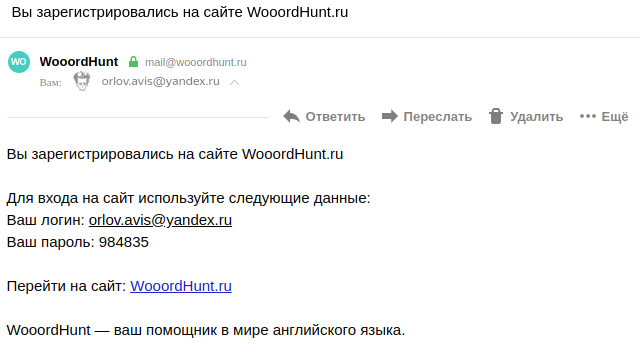 Вы зарегистрировались на сайте WooordHunt.ru
WO WooordHunt mail@wooordhunt.ru
Вам: orlov.avis@yandex.ru
Ответить Переслать Удалить Ещё
Вы зарегистрировались на сайте WooordHunt.ru
Для входа на сайт используйте следующие данные:
Ваш логин: orlov.avis@yandex.ru
Ваш пароль: 984835
Перейти на сайт: WooordHunt.ru
WooordHunt — ваш помощник в мире английского языка.